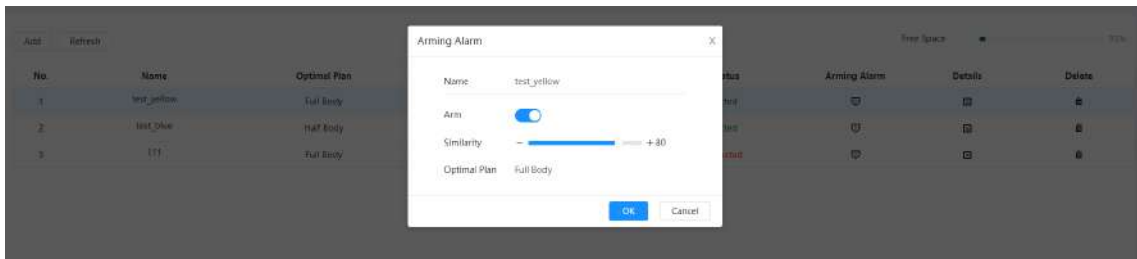 Add Refresh Free Space
No. Name Optimal Plan Arming Alarm Details Delete
1 test_yellow Full Body
2 test_blue Half Body
3 111 Full Body
Arming Alarm X
Name test_yellow
Arm
Similarity − + 80
Optimal Plan Full Body
OK Cancel